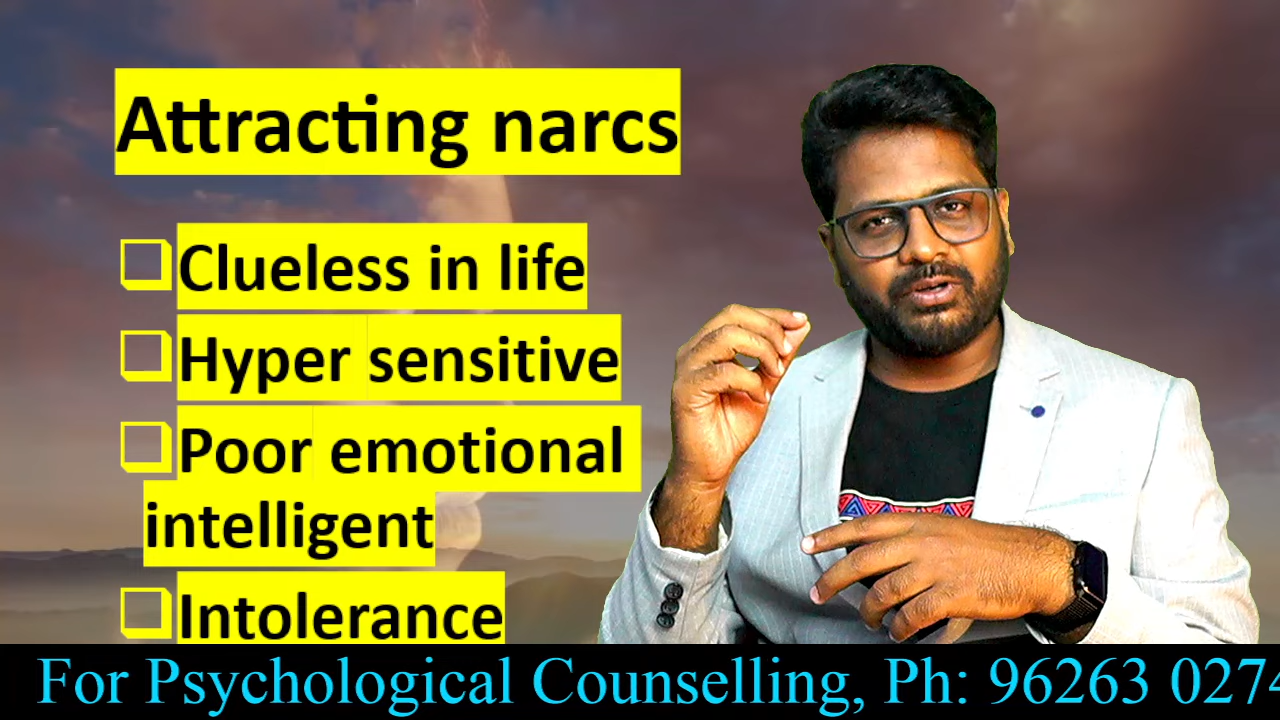 Attracting narcs
Clueless in life
Hyper sensitive
Poor emotional
intelligent
Intolerance
For Psychological Counselling, Ph: 96263 0274